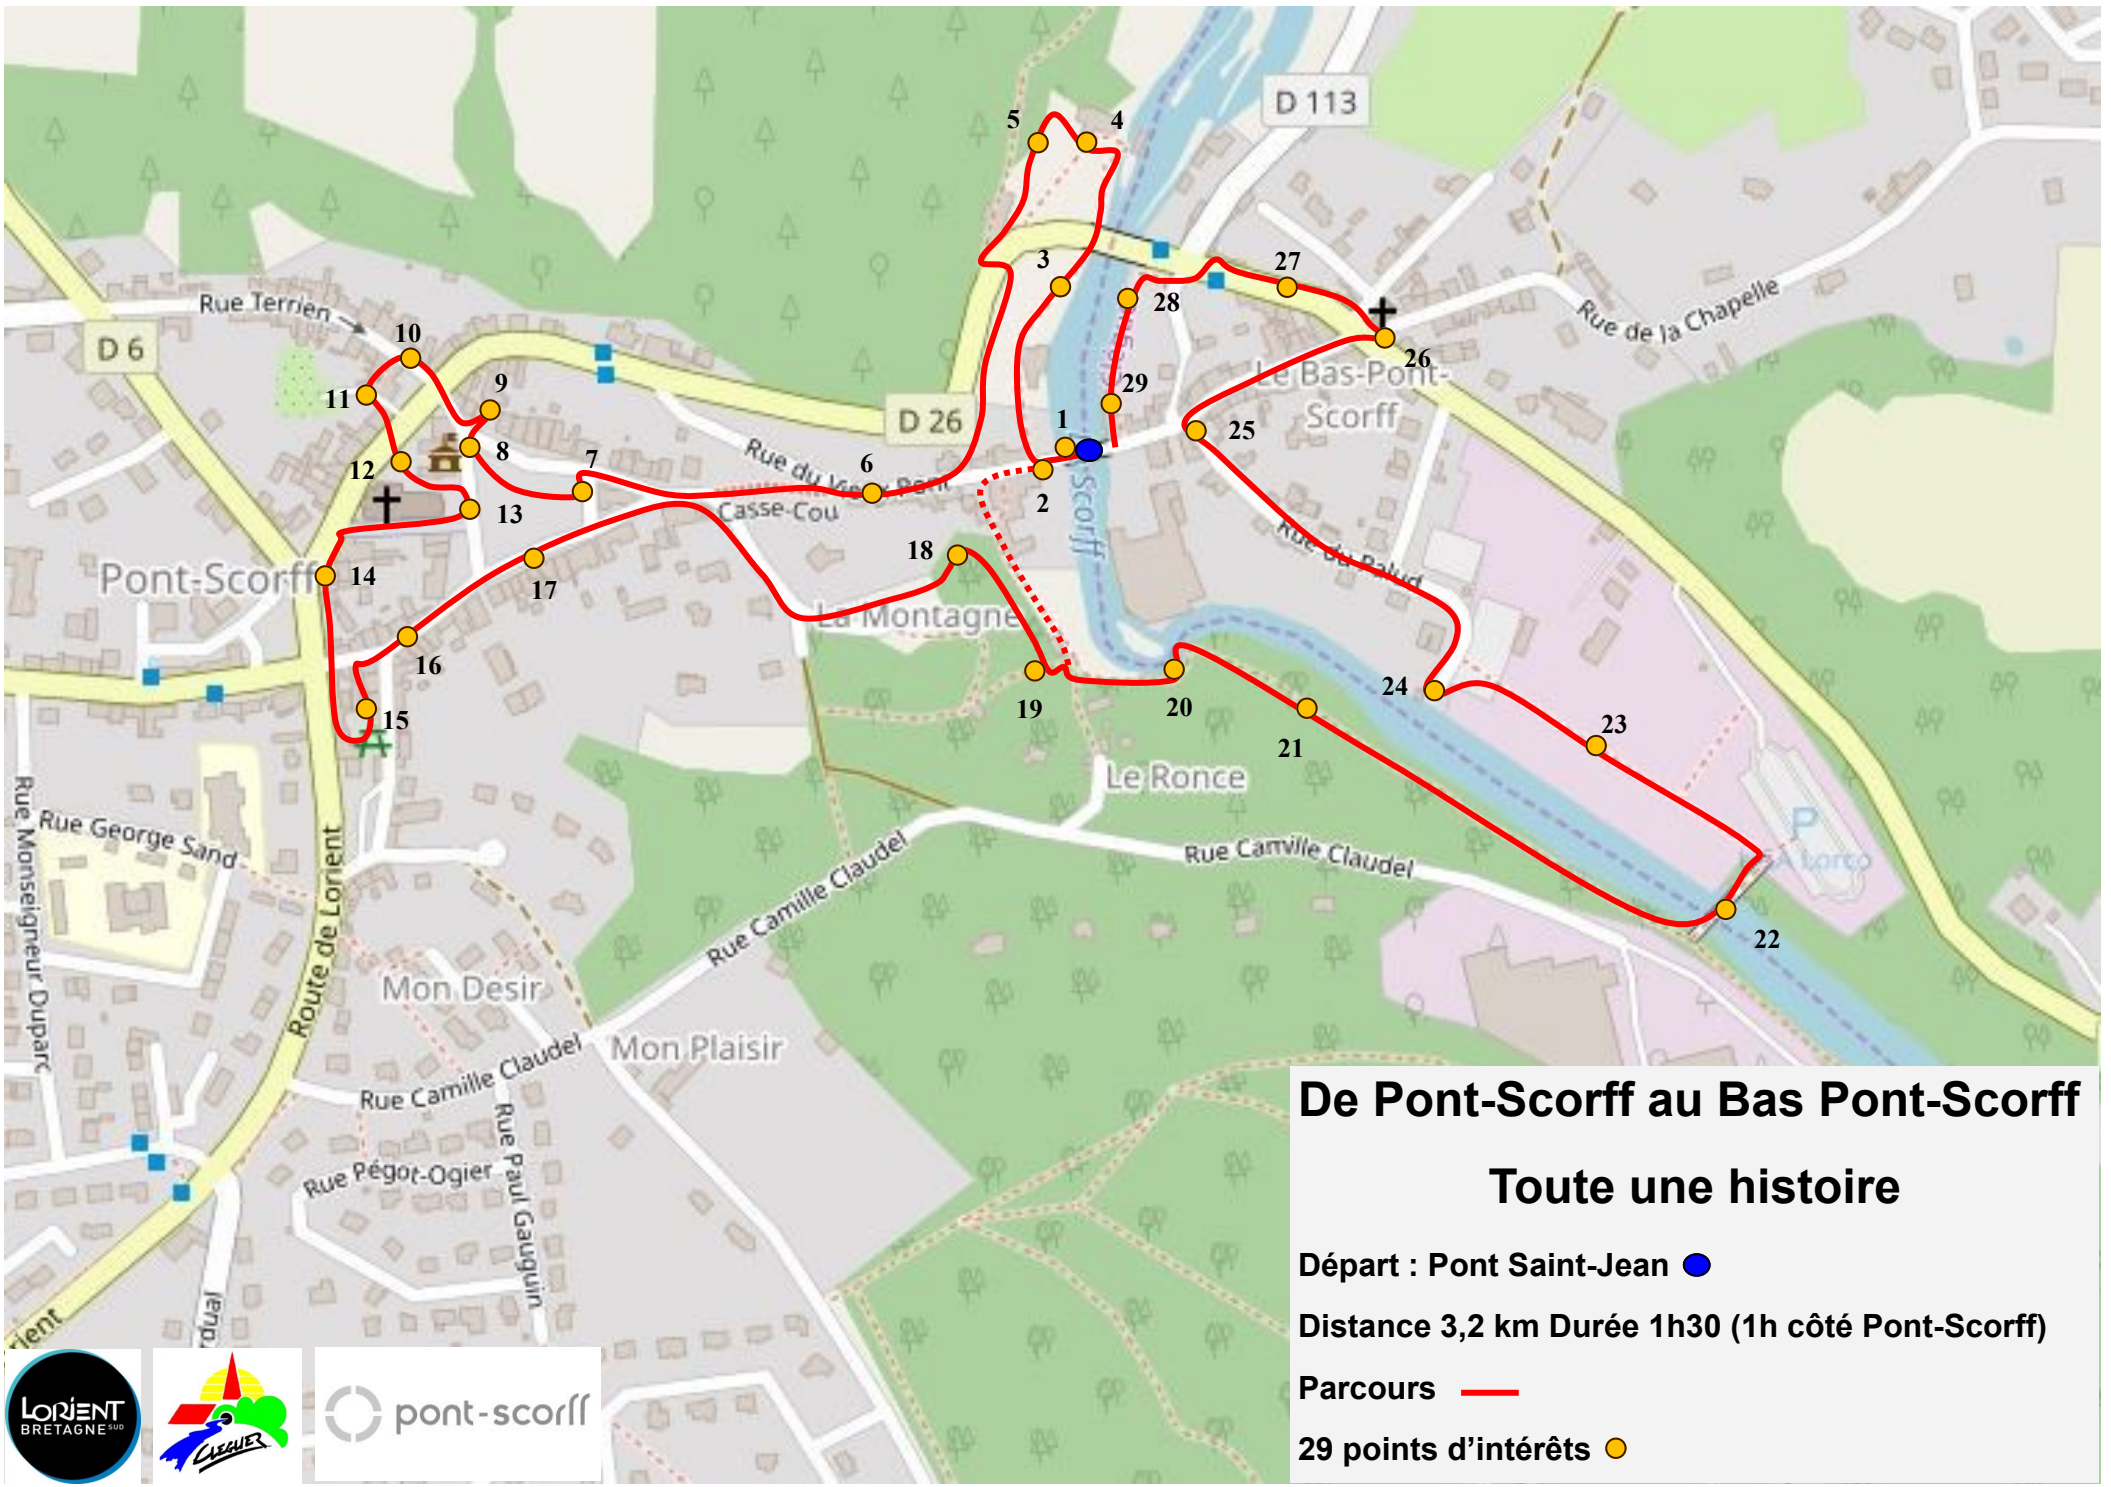 D 113
5
4
3
27
28
26
29
1
2
25
Rue de la Chapelle
Le Bas-Pont-
Scorff
Rue Terrien
D 6
10
9
11
8
12
7
13
D 26
6
Rue du Vieux Pont
Casse-Cou
Scorff
Rue du Palud
Pont-Scorff
14
17
16
15
18
La Montagne
19
20
21
24
23
22
P
Le Ronce
Rue George Sand
Rue Monseigneur Duparc
Route de Lorient
Rue Camille Claudel
Rue Camille Claudel
Mon Desir
Mon Plaisir
Rue Camille Claudel
Rue Pégot-Ogier
Rue Paul Gauguin
rient
De Pont-Scorff au Bas Pont-Scorff
Toute une histoire
Départ : Pont Saint-Jean
Distance 3,2 km Durée 1h30 (1h côté Pont-Scorff)
Parcours
29 points d’intérêts
LORIENT
BRETAGNE SUD
CLEGUER
pont-scorff